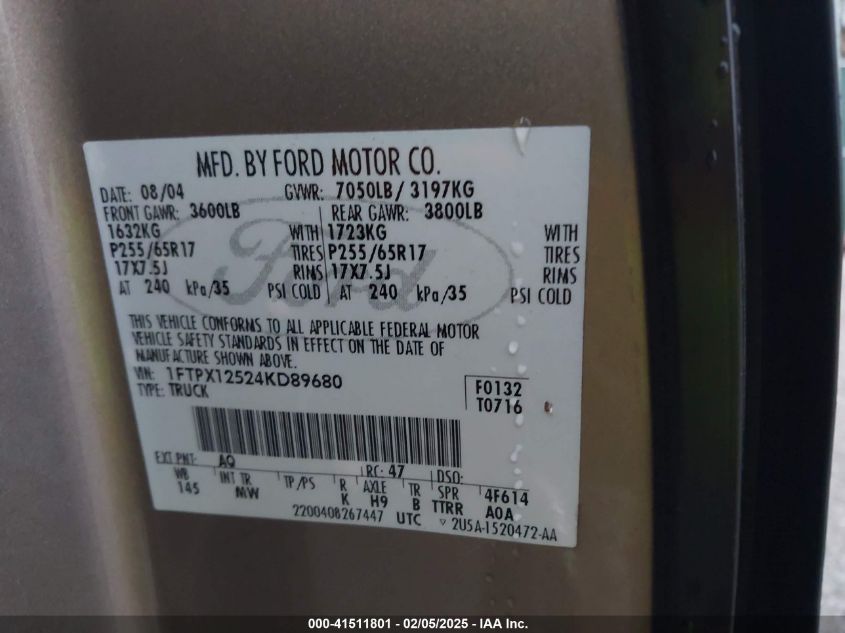 MFD. BY FORD MOTOR CO.
DATE: 08/04 GVWR: 7050LB / 3197KG
FRONT GAWR: 3600LB REAR GAWR: 3800LB
1632KG WITH 1723KG WITH
P255/65R17 TIRES P255/65R17 TIRES
17X7.5J RIMS 17X7.5J RIMS
AT 240 kPa/35 PSI COLD AT 240 kPa/35 PSI COLD
Ford
THIS VEHICLE CONFORMS TO ALL APPLICABLE FEDERAL MOTOR
VEHICLE SAFETY STANDARDS IN EFFECT ON THE DATE OF
MANUFACTURE SHOWN ABOVE.
VIN: 1FTPX12524KD89680
TYPE: TRUCK
F0132
T0716
EXT PNT: AQ RC: 47 DSO:
WB INT TR TP/PS R AXLE TR SPR 4F614
145 MW K H9 B TTRR A0A
2200408267447 UTC ▽ 2U5A-1520472-AA
000-41511801 - 02/05/2025 - IAA Inc.